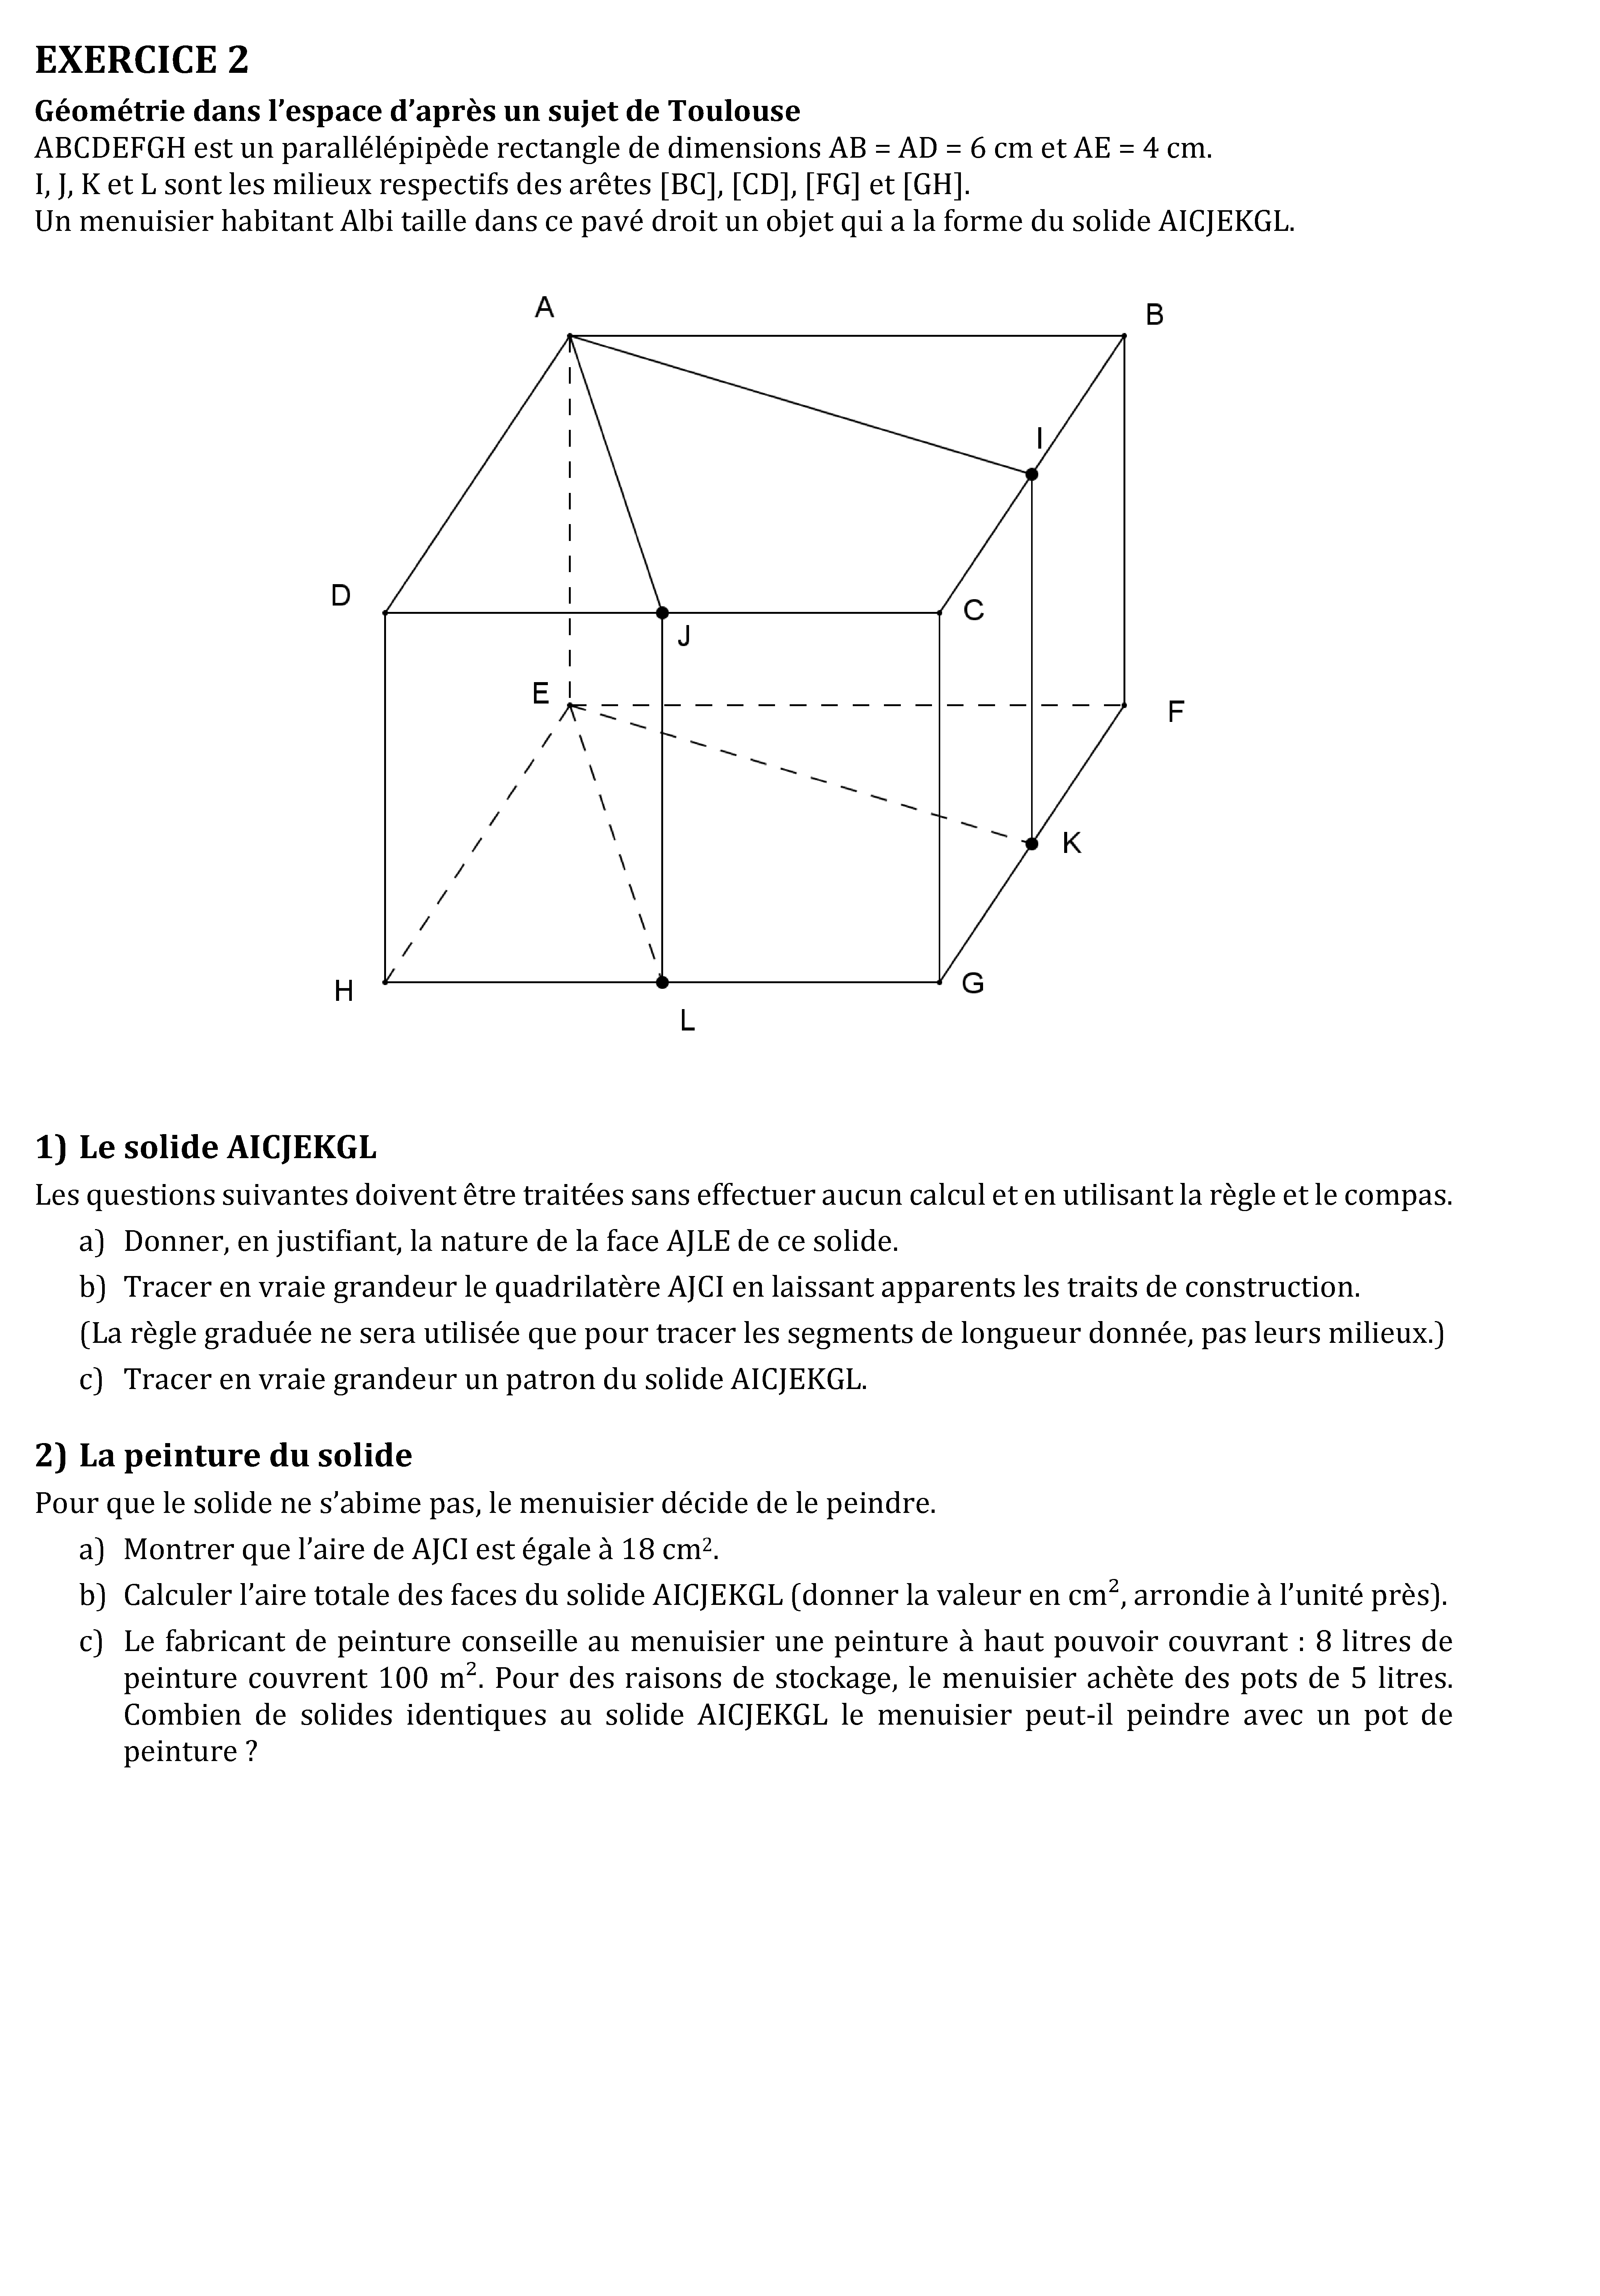 EXERCICE 2
Géométrie dans l’espace d’après un sujet de Toulouse
ABCDEFGH est un parallélépipède rectangle de dimensions AB = AD = 6 cm et AE = 4 cm.
I, J, K et L sont les milieux respectifs des arêtes [BC], [CD], [FG] et [GH].
Un menuisier habitant Albi taille dans ce pavé droit un objet qui a la forme du solide AICJEKGL.
A
B
I
D
C
J
E
F
K
H
G
L
1) Le solide AICJEKGL
Les questions suivantes doivent être traitées sans effectuer aucun calcul et en utilisant la règle et le compas.
a) Donner, en justifiant, la nature de la face AJLE de ce solide.
b) Tracer en vraie grandeur le quadrilatère AJCI en laissant apparents les traits de construction.
(La règle graduée ne sera utilisée que pour tracer les segments de longueur donnée, pas leurs milieux.)
c) Tracer en vraie grandeur un patron du solide AICJEKGL.
2) La peinture du solide
Pour que le solide ne s’abime pas, le menuisier décide de le peindre.
a) Montrer que l’aire de AJCI est égale à 18 cm².
b) Calculer l’aire totale des faces du solide AICJEKGL (donner la valeur en cm², arrondie à l’unité près).
c) Le fabricant de peinture conseille au menuisier une peinture à haut pouvoir couvrant : 8 litres de
peinture couvrent 100 m². Pour des raisons de stockage, le menuisier achète des pots de 5 litres.
Combien de solides identiques au solide AICJEKGL le menuisier peut-il peindre avec un pot de
peinture ?